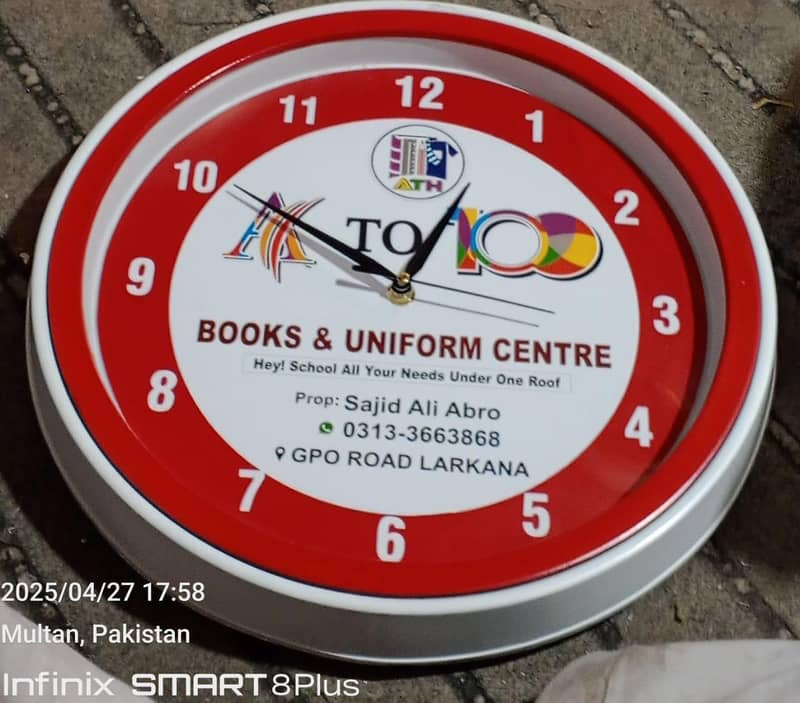 12
11
1
10
2
9
3
8
4
7
5
6
ATH
A TO 100
BOOKS & UNIFORM CENTRE
Hey! School All Your Needs Under One Roof
Prop: Sajid Ali Abro
0313-3663868
GPO ROAD LARKANA
2025/04/27 17:58
Multan, Pakistan
Infinix SMART 8Plus